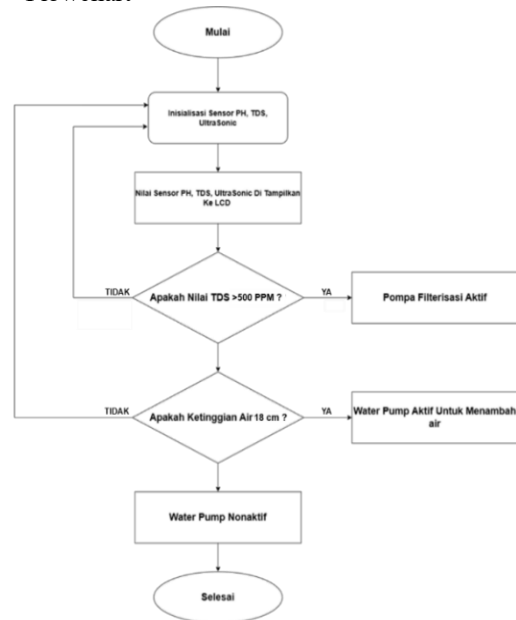 Mulai
Inisialisasi Sensor PH, TDS,
UltraSonic
Nilai Sensor PH, TDS, UltraSonic Di Tampilkan
Ke LCD
TIDAK
Apakah Nilai TDS >500 PPM ?
YA
Pompa Filterisasi Aktif
TIDAK
Apakah Ketinggian Air 18 cm ?
YA
Water Pump Aktif Untuk Menambah
air
Water Pump Nonaktif
Selesai